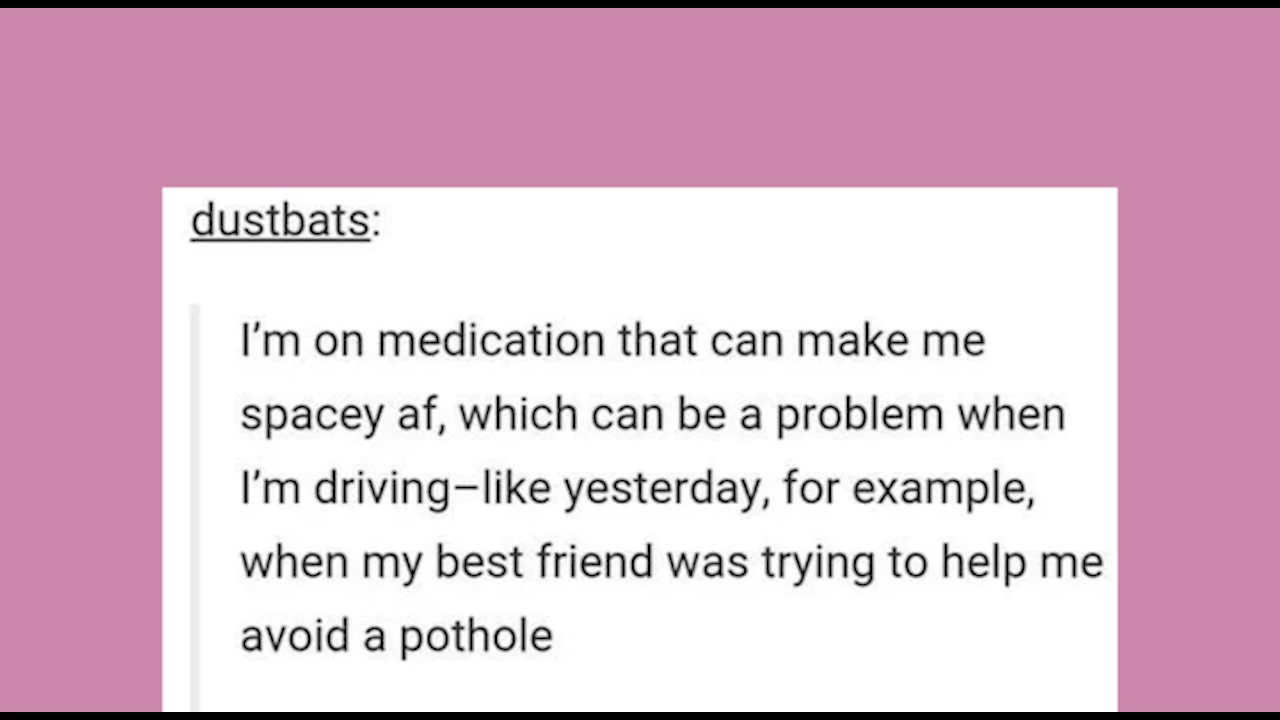 dustbats:
I’m on medication that can make me
spacey af, which can be a problem when
I’m driving–like yesterday, for example,
when my best friend was trying to help me
avoid a pothole